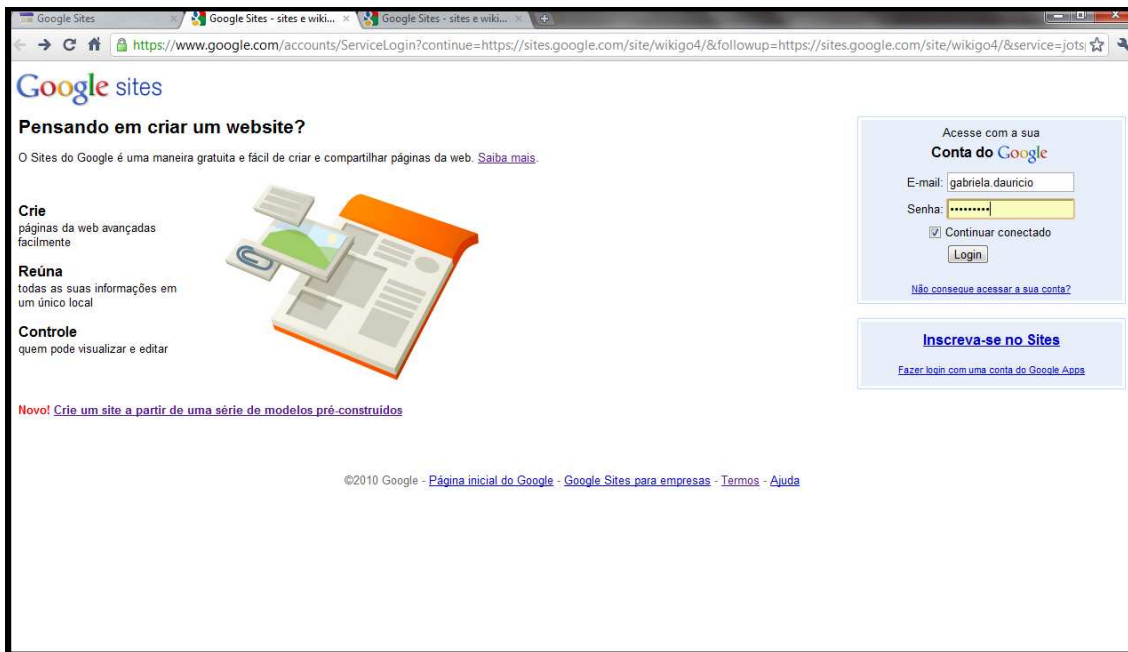 Google Sites
Google Sites - sites e wiki...
Google Sites - sites e wiki...
https://www.google.com/accounts/ServiceLogin?continue=https://sites.google.com/site/wikigo4/&followup=https://sites.google.com/site/wikigo4/&service=jots
Google sites
Pensando em criar um website?
O Sites do Google é uma maneira gratuita e fácil de criar e compartilhar páginas da web. Saiba mais.
Crie
páginas da web avançadas
facilmente
Reúna
todas as suas informações em
um único local
Controle
quem pode visualizar e editar
Novo! Crie um site a partir de uma série de modelos pré-construídos
Acesse com a sua
Conta do Google
E-mail: gabriela.dauricio
Senha: •••••••••
Continuar conectado
Login
Não consegue acessar a sua conta?
Inscreva-se no Sites
Fazer login com uma conta do Google Apps
©2010 Google - Página inicial do Google - Google Sites para empresas - Termos - Ajuda